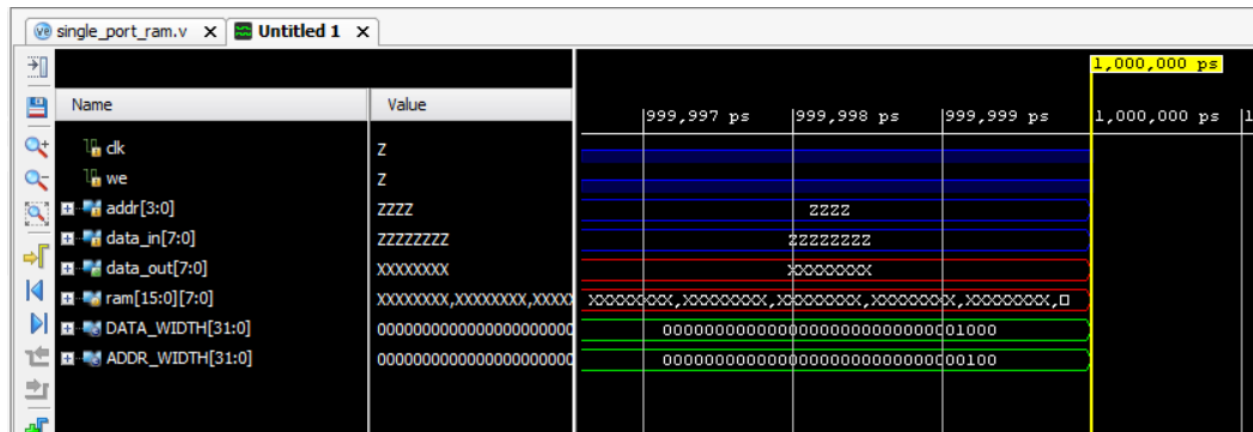 single_port_ram.v X Untitled 1 X
1,000,000 ps
Name Value 999,997 ps 999,998 ps 999,999 ps 1,000,000 ps
clk Z
we Z
addr[3:0] ZZZZ ZZZZ
data_in[7:0] ZZZZZZZZ ZZZZZZZZ
data_out[7:0] XXXXXXXX XXXXXXXX
ram[15:0][7:0] XXXXXXXX,XXXXXXXX,XXXXX XXXXXXXX,XXXXXXXX,XXXXXXXX,XXXXXXXX,XXXXXXXX,
DATA_WIDTH[31:0] 00000000000000000000000 00000000000000000000000000001000
ADDR_WIDTH[31:0] 00000000000000000000000 00000000000000000000000000000100